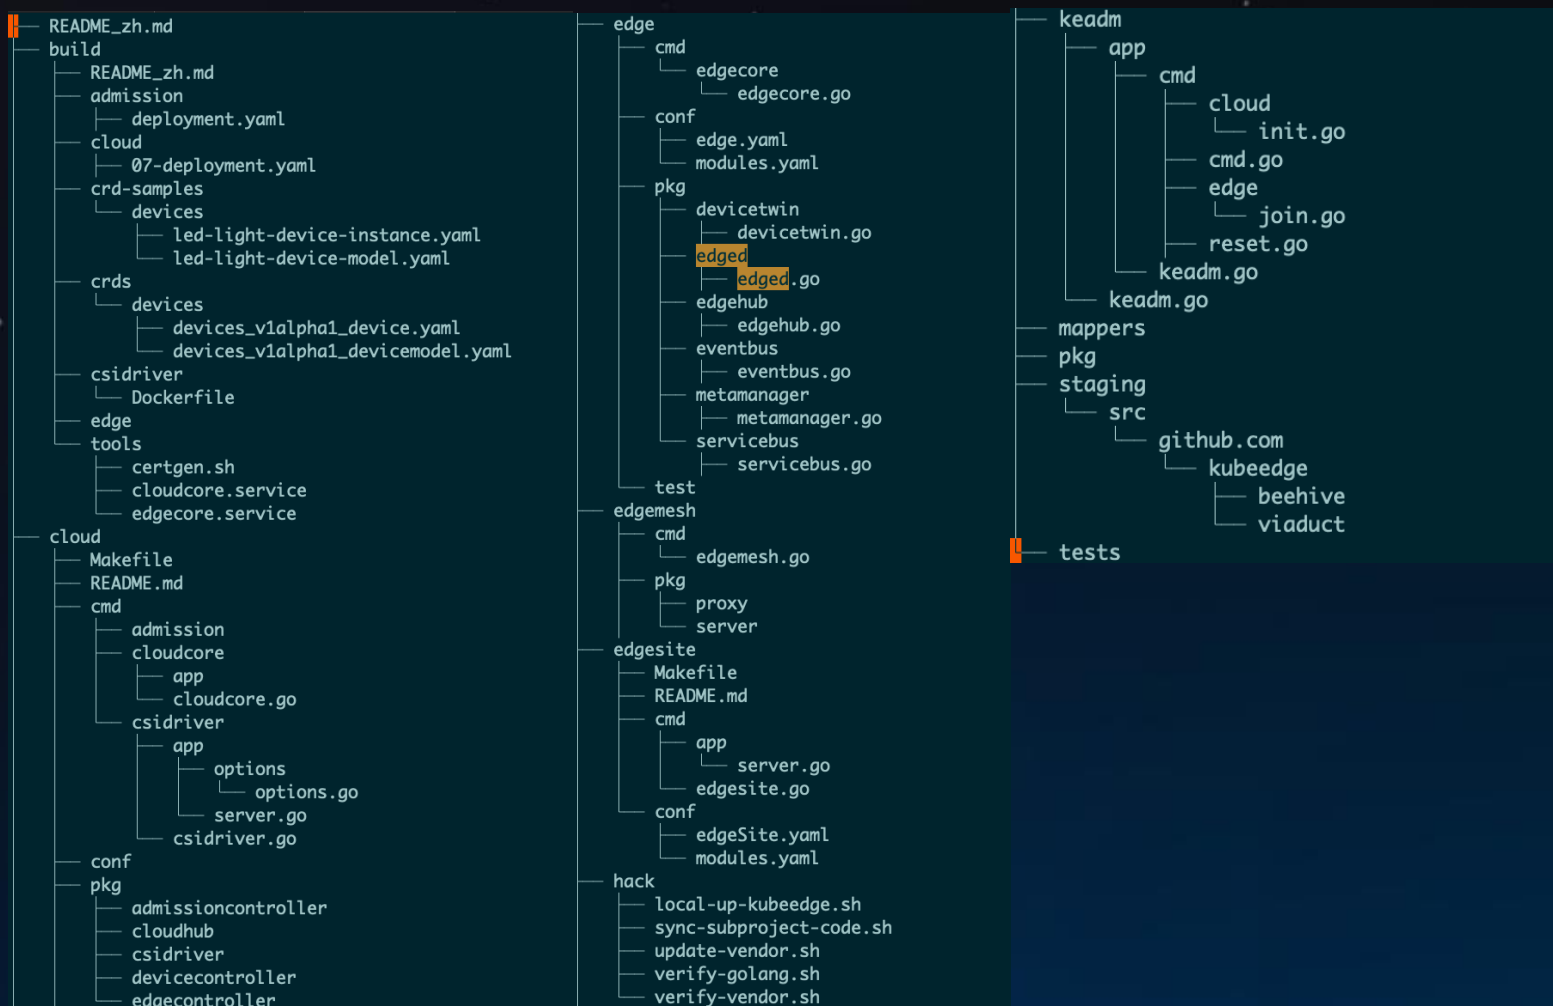 README_zh.md
build
README_zh.md
admission
deployment.yaml
cloud
07-deployment.yaml
crd-samples
devices
led-light-device-instance.yaml
led-light-device-model.yaml
crds
devices
devices_v1alpha1_device.yaml
devices_v1alpha1_devicemodel.yaml
csidriver
Dockerfile
edge
tools
certgen.sh
cloudcore.service
edgecore.service
cloud
Makefile
README.md
cmd
admission
cloudcore
app
cloudcore.go
csidriver
app
options
options.go
server.go
csidriver.go
conf
pkg
admissioncontroller
cloudhub
csidriver
devicecontroller
edgecontroller
edge
cmd
edgecore
edgecore.go
conf
edge.yaml
modules.yaml
pkg
devicetwin
devicetwin.go
edged
edged.go
edgehub
edgehub.go
eventbus
eventbus.go
metamanager
metamanager.go
servicebus
servicebus.go
test
edgemesh
cmd
edgemesh.go
pkg
proxy
server
edgesite
Makefile
README.md
cmd
app
server.go
edgesite.go
conf
edgeSite.yaml
modules.yaml
hack
local-up-kubeedge.sh
sync-subproject-code.sh
update-vendor.sh
verify-golang.sh
verify-vendor.sh
keadm
app
cmd
cloud
init.go
cmd.go
edge
join.go
reset.go
keadm.go
keadm.go
mappers
pkg
staging
src
github.com
kubeedge
beehive
viaduct
tests